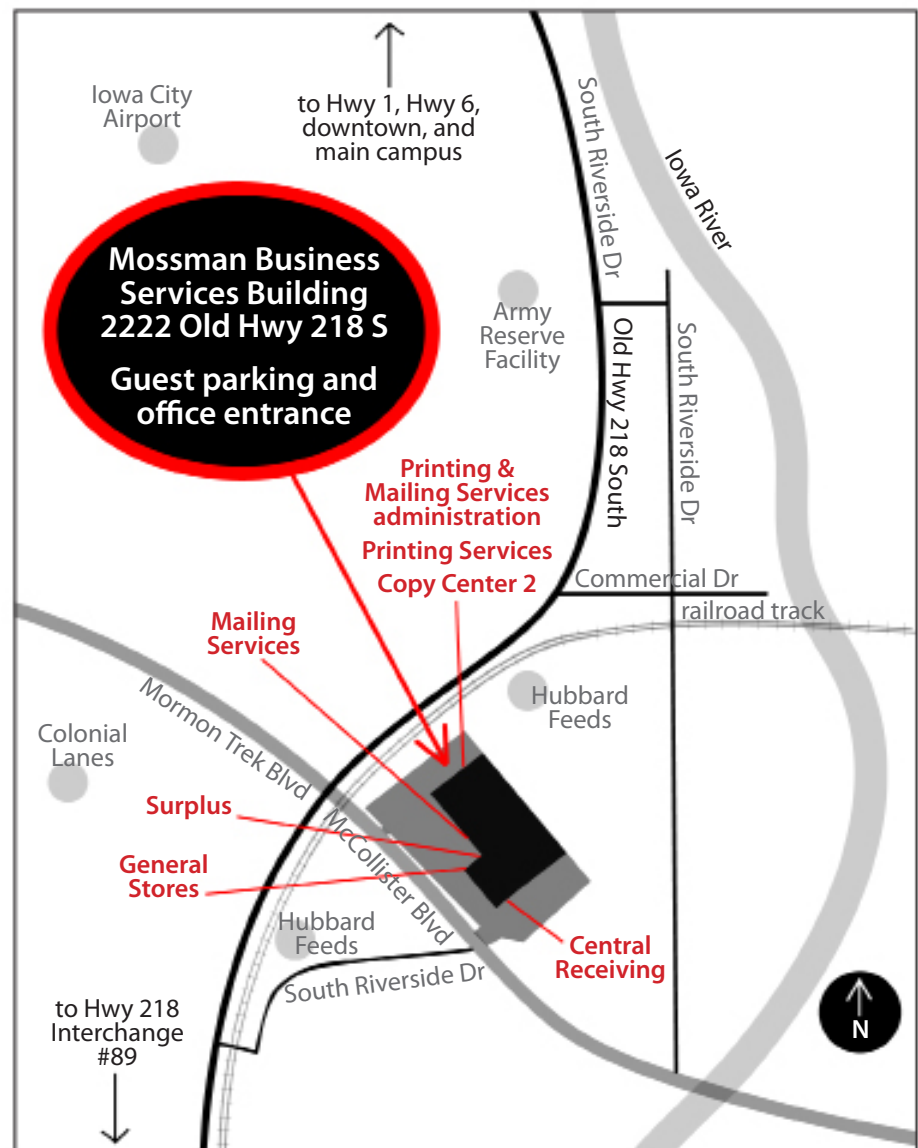 Iowa City
Airport
to Hwy 1, Hwy 6,
downtown, and
main campus
South Riverside Dr
Iowa River
Mossman Business
Services Building
2222 Old Hwy 218 S
Guest parking and
office entrance
Army
Reserve
Facility
Old Hwy 218 South
South Riverside Dr
Printing &
Mailing Services
administration
Printing Services
Copy Center 2
Commercial Dr
railroad track
Mailing
Services
Mormon Trek Blvd
Hubbard
Feeds
Colonial
Lanes
Surplus
McCollister Blvd
General
Stores
Hubbard
Feeds
Central
Receiving
South Riverside Dr
to Hwy 218
Interchange
#89
N